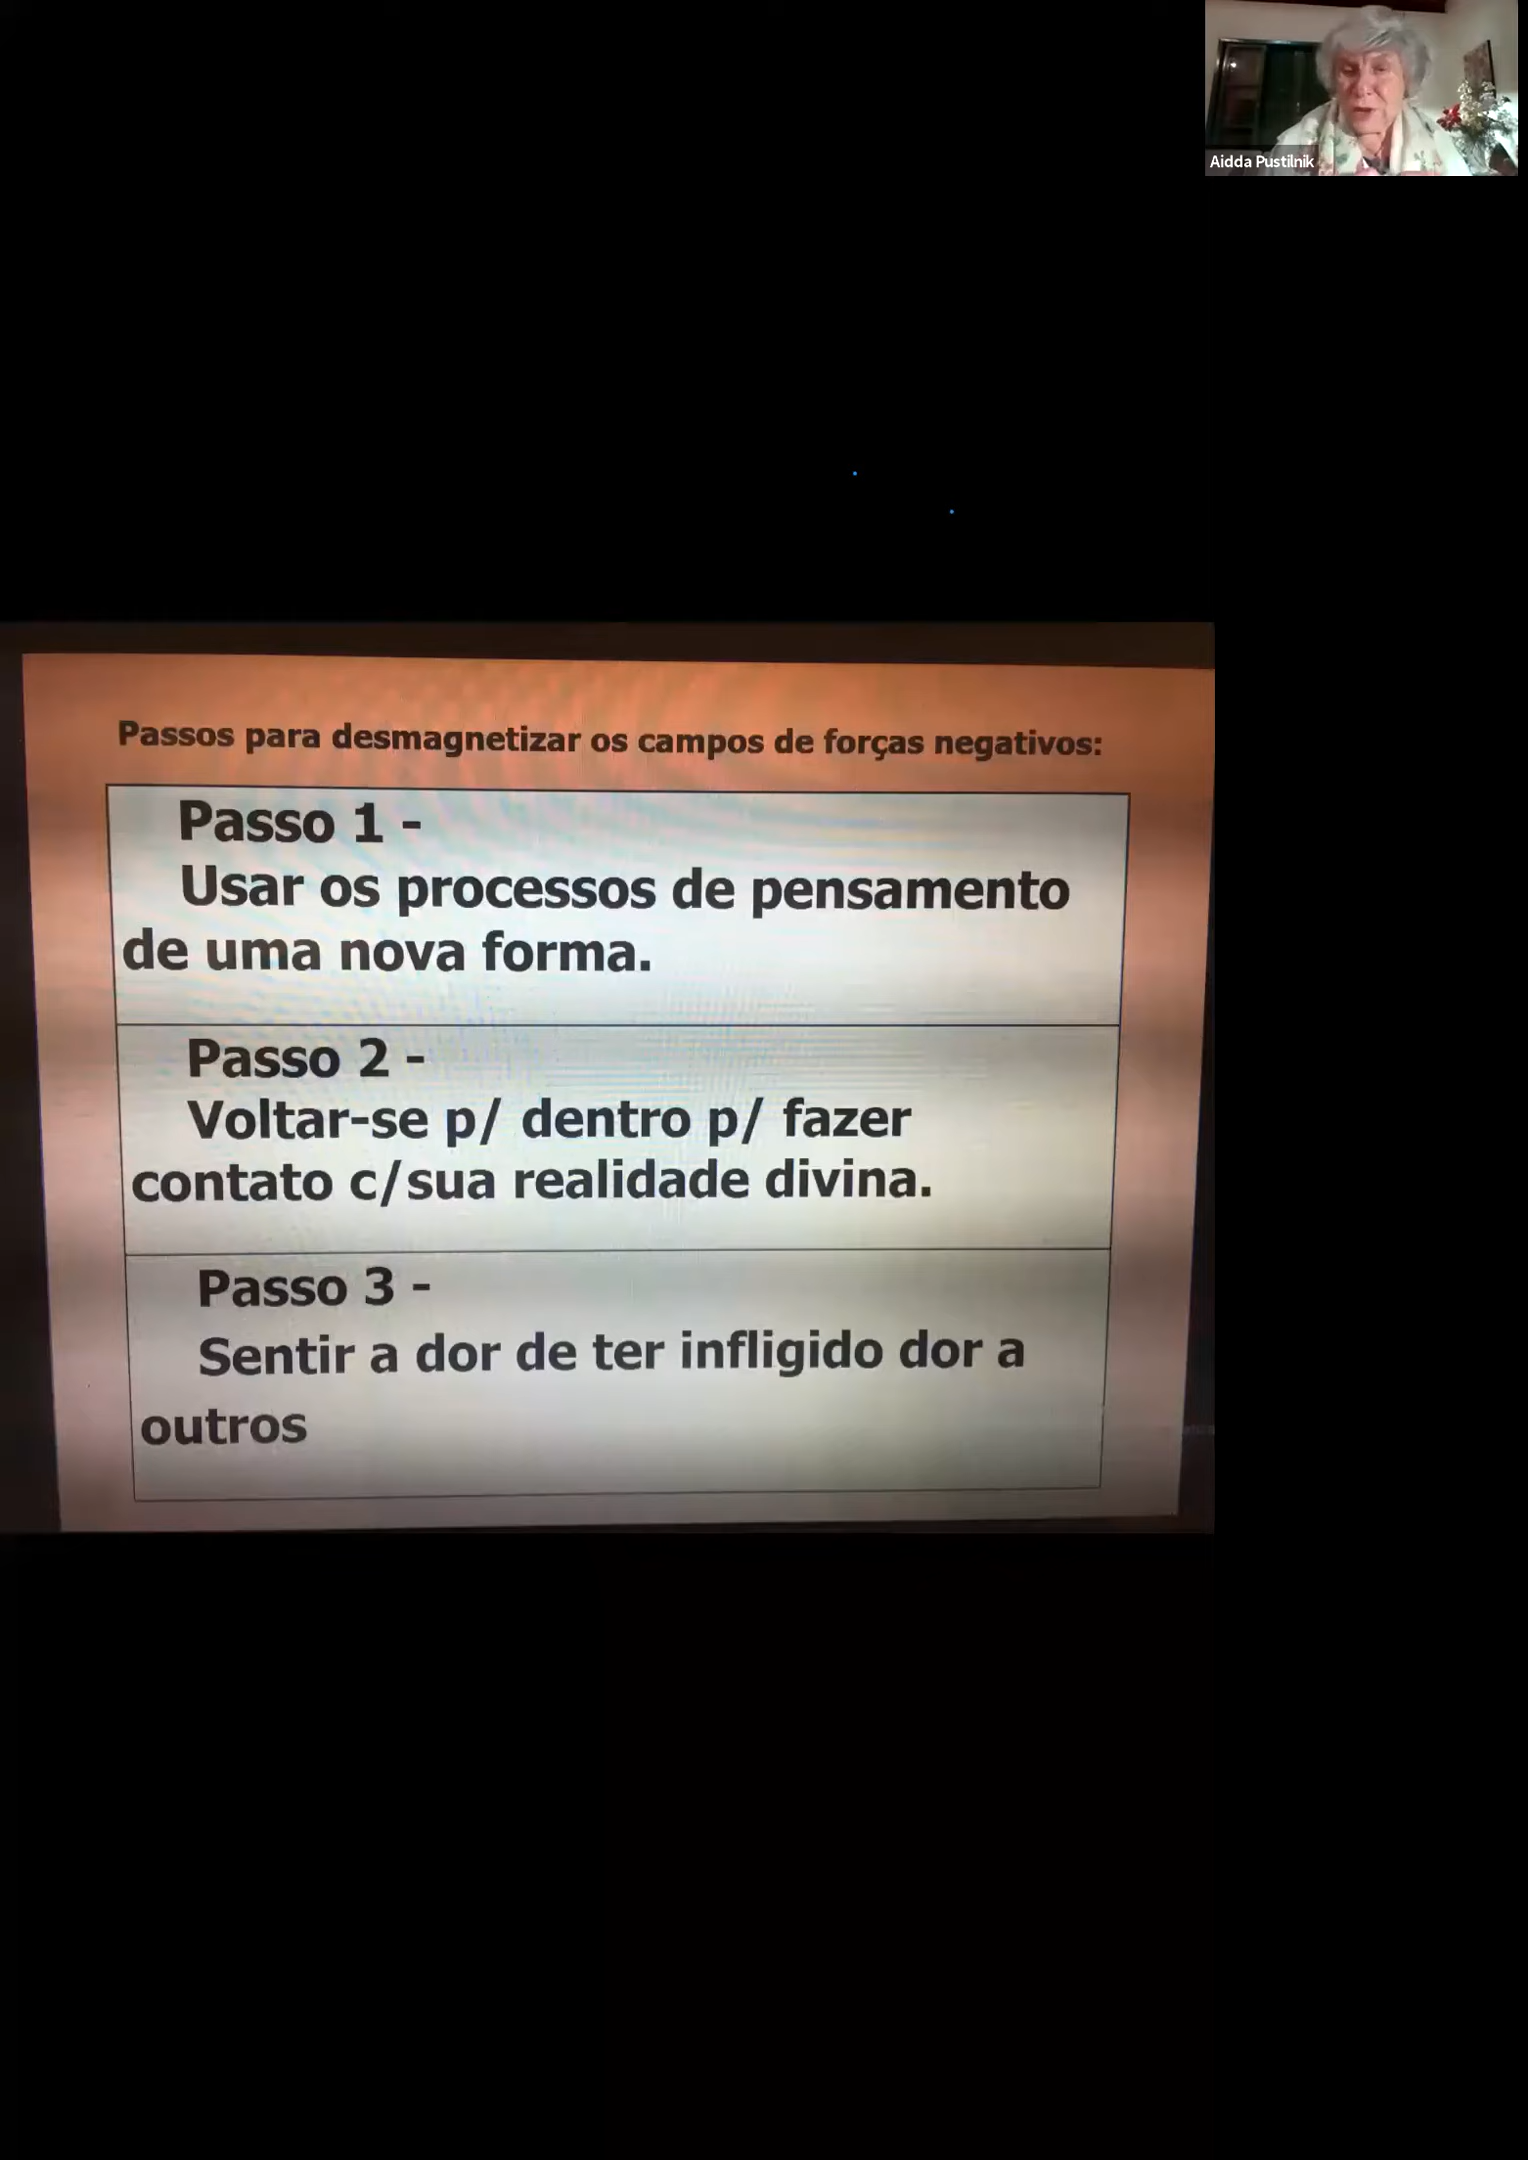 Aidda Pustilnik
Passos para desmagnetizar os campos de forças negativos:
Passo 1 -
Usar os processos de pensamento
de uma nova forma.
Passo 2 -
Voltar-se p/ dentro p/ fazer
contato c/sua realidade divina.
Passo 3 -
Sentir a dor de ter infligido dor a
outros